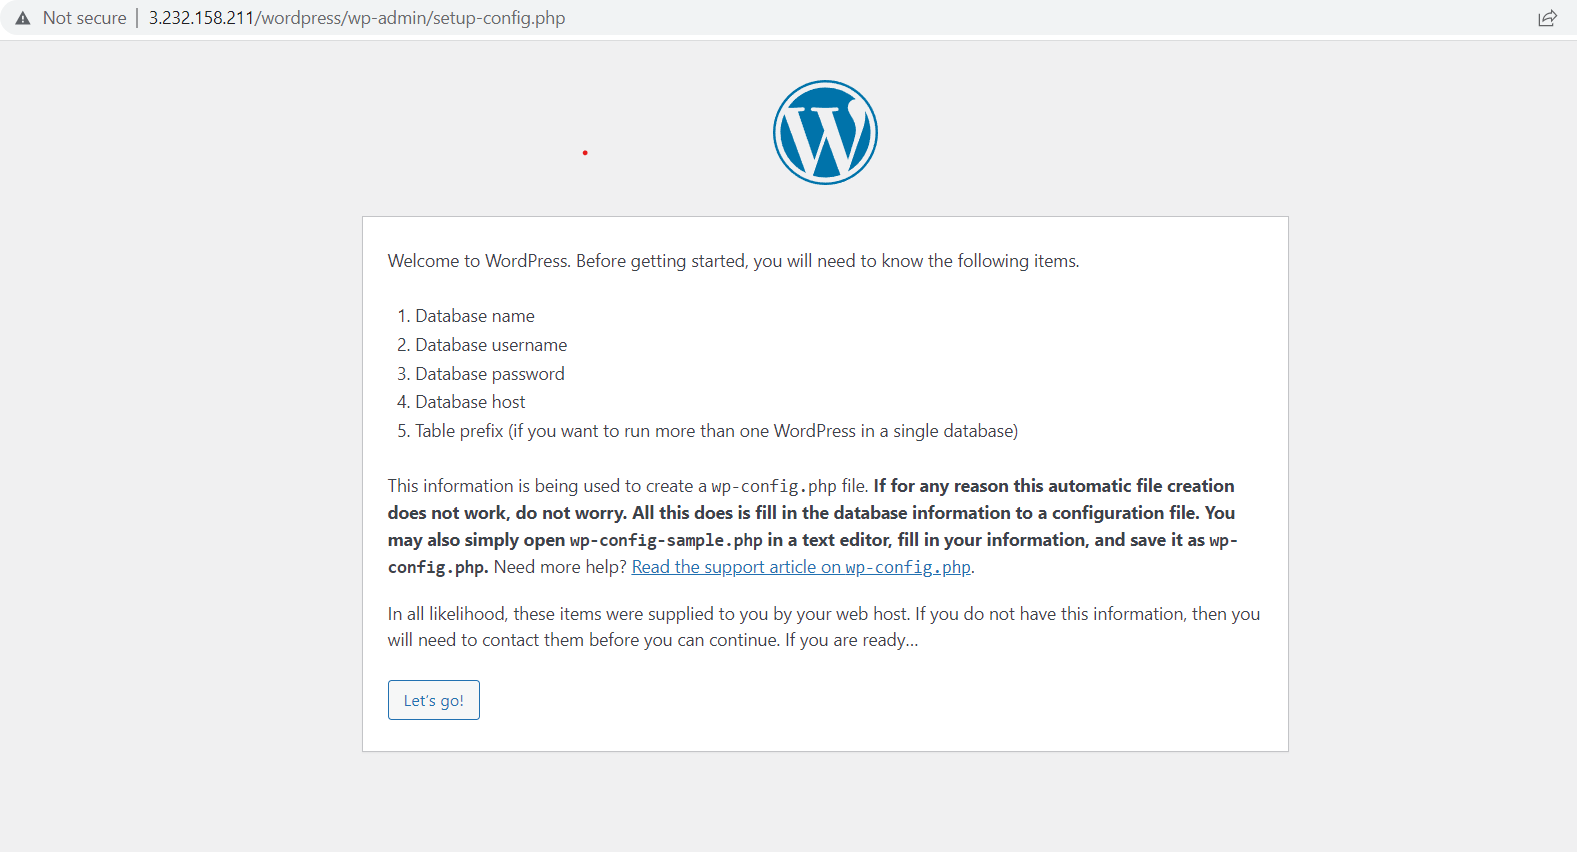 Not secure | 3.232.158.211/wordpress/wp-admin/setup-config.php
W
Welcome to WordPress. Before getting started, you will need to know the following items.
1. Database name
2. Database username
3. Database password
4. Database host
5. Table prefix (if you want to run more than one WordPress in a single database)
This information is being used to create a wp-config.php file. If for any reason this automatic file creation
does not work, do not worry. All this does is fill in the database information to a configuration file. You
may also simply open wp-config-sample.php in a text editor, fill in your information, and save it as wp-
config.php. Need more help? Read the support article on wp-config.php.
In all likelihood, these items were supplied to you by your web host. If you do not have this information, then you
will need to contact them before you can continue. If you are ready…
Let’s go!